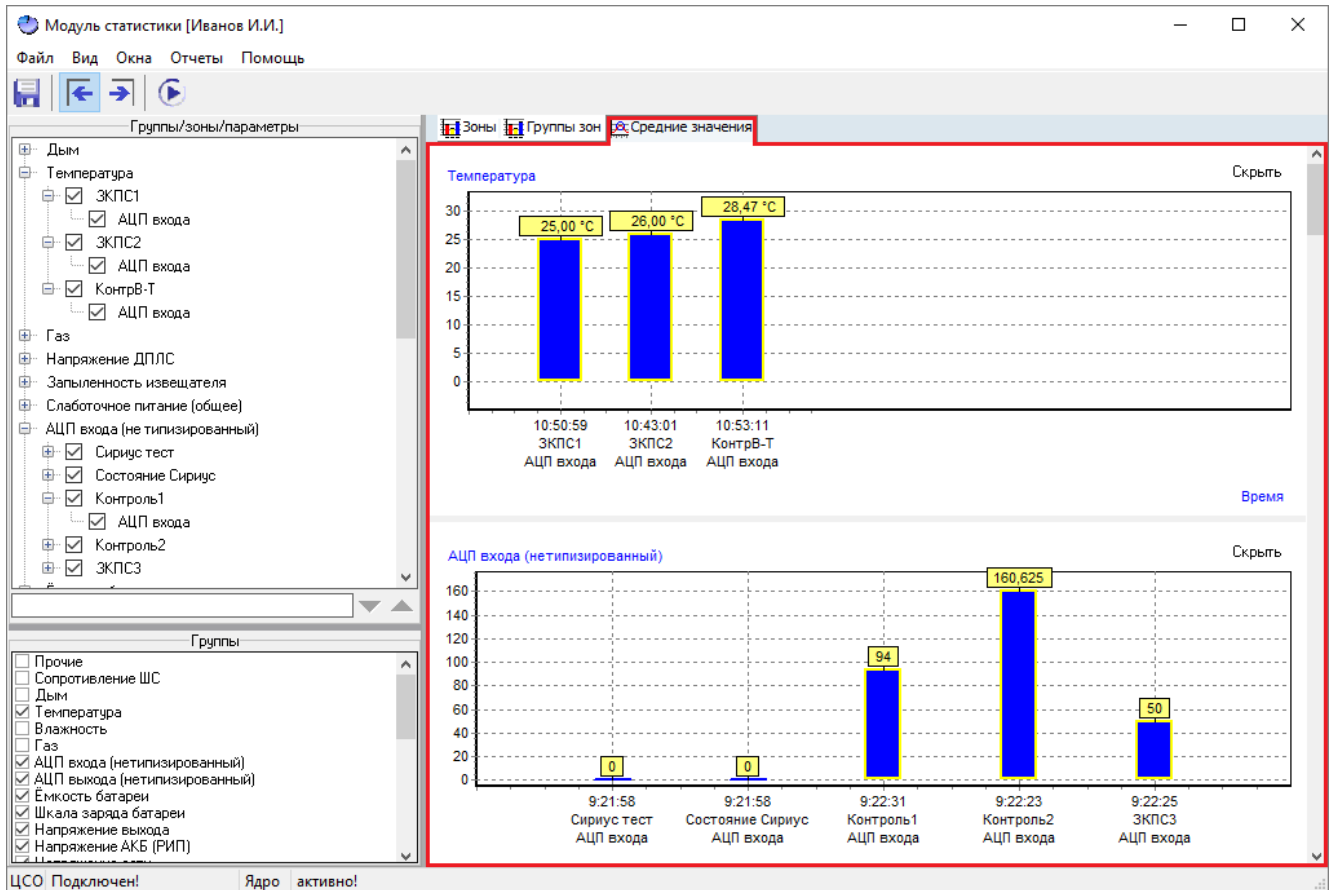 Модуль статистики [Иванов И.И.]
Файл Вид Окна Отчеты Помощь
Группы/зоны/параметры
Дым
Температура
ЗКПС1
АЦП входа
ЗКПС2
АЦП входа
КонтрВ-Т
АЦП входа
Газ
Напряжение ДПЛС
Запыленность извещателя
Слаботочное питание (общее)
АЦП входа (не типизированный)
Сириус тест
Состояние Сириус
Контроль1
АЦП входа
Контроль2
ЗКПС3
Группы
Прочие
Сопротивление ШС
Дым
Температура
Влажность
Газ
АЦП входа (нетипизированный)
АЦП выхода (нетипизированный)
Ёмкость батареи
Шкала заряда батареи
Напряжение выхода
Напряжение АКБ (РИП)
Зоны Группы зон Средние значения
Температура Скрыть
30
25
20
15
10
5
0
25,00 °C 26,00 °C 28,47 °C
10:50:59 10:43:01 10:53:11
ЗКПС1 ЗКПС2 КонтрВ-Т
АЦП входа АЦП входа АЦП входа
Время
АЦП входа (нетипизированный) Скрыть
160
140
120
100
80
60
40
20
0
0 0 94 160,625 50
9:21:58 9:21:58 9:22:31 9:22:23 9:22:25
Сириус тест Состояние Сириус Контроль1 Контроль2 ЗКПС3
АЦП входа АЦП входа АЦП входа АЦП входа АЦП входа
ЦСО Подключен! Ядро активно!